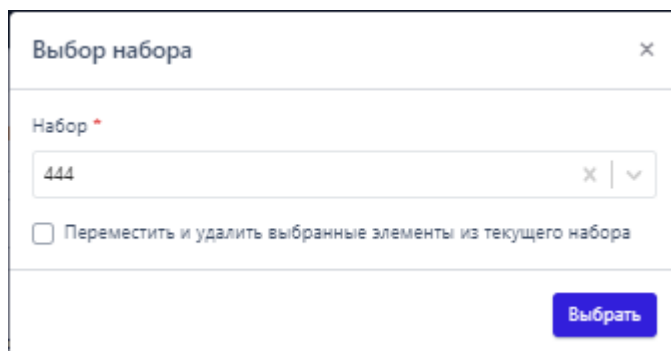 Выбор набора
Набор *
444
Переместить и удалить выбранные элементы из текущего набора
Выбрать